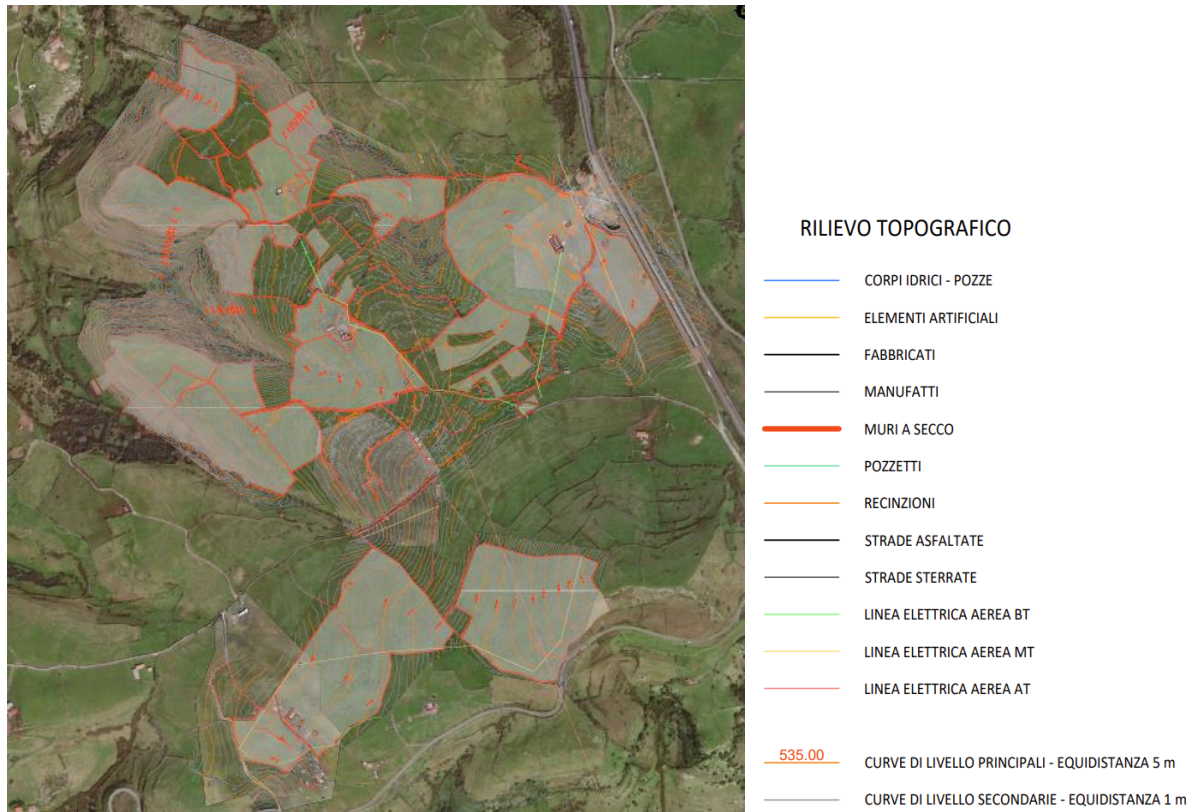 RILIEVO TOPOGRAFICO
CORPI IDRICI - POZZE
ELEMENTI ARTIFICIALI
FABBRICATI
MANUFATTI
MURI A SECCO
POZZETTI
RECINZIONI
STRADE ASFALTATE
STRADE STERRATE
LINEA ELETTRICA AEREA BT
LINEA ELETTRICA AEREA MT
LINEA ELETTRICA AEREA AT
535.00 CURVE DI LIVELLO PRINCIPALI - EQUIDISTANZA 5 m
CURVE DI LIVELLO SECONDARIE - EQUIDISTANZA 1 m